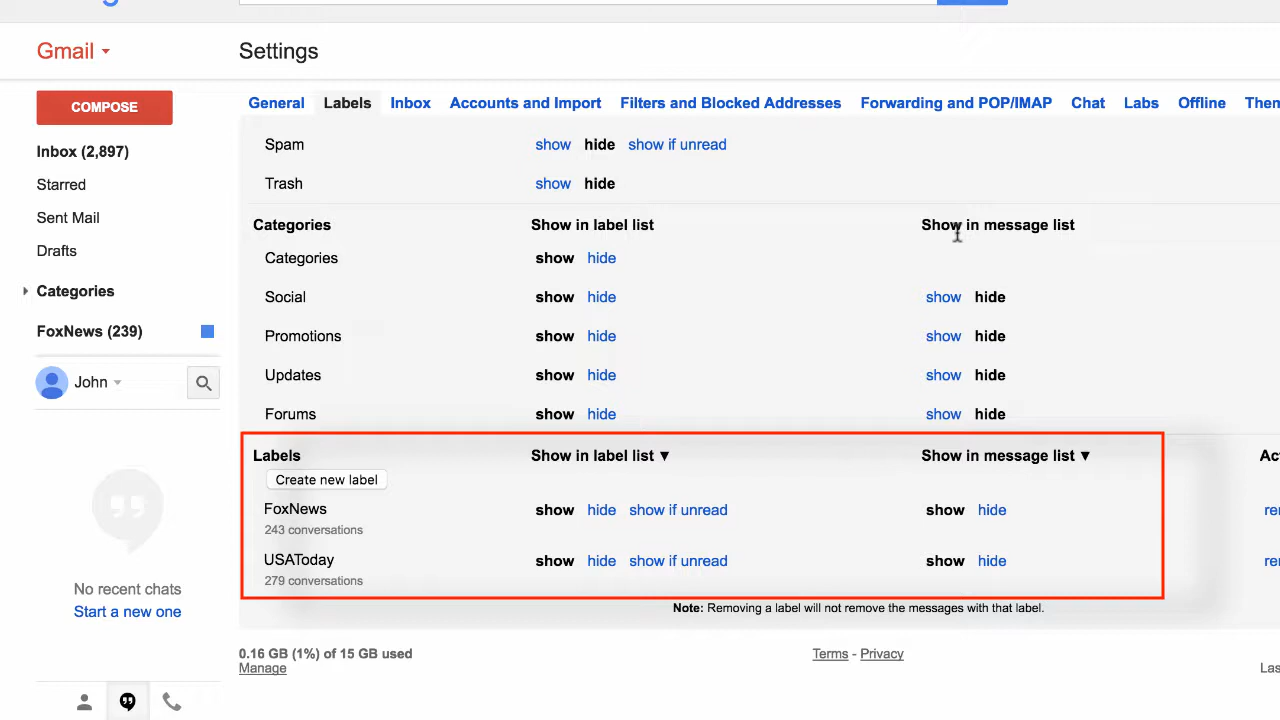 Gmail
Settings
COMPOSE
General Labels Inbox Accounts and Import Filters and Blocked Addresses Forwarding and POP/IMAP Chat Labs Offline Them
Inbox (2,897)
Starred
Sent Mail
Drafts
Categories
FoxNews (239)
John
No recent chats
Start a new one
Spam show hide show if unread
Trash show hide
Categories Show in label list Show in message list
Categories show hide
Social show hide show hide
Promotions show hide show hide
Updates show hide show hide
Forums show hide show hide
Labels Show in label list ▼ Show in message list ▼ Ac
Create new label
FoxNews show hide show if unread show hide
243 conversations
USAToday show hide show if unread show hide
279 conversations
Note: Removing a label will not remove the messages with that label.
0.16 GB (1%) of 15 GB used
Manage
Terms - Privacy
Las